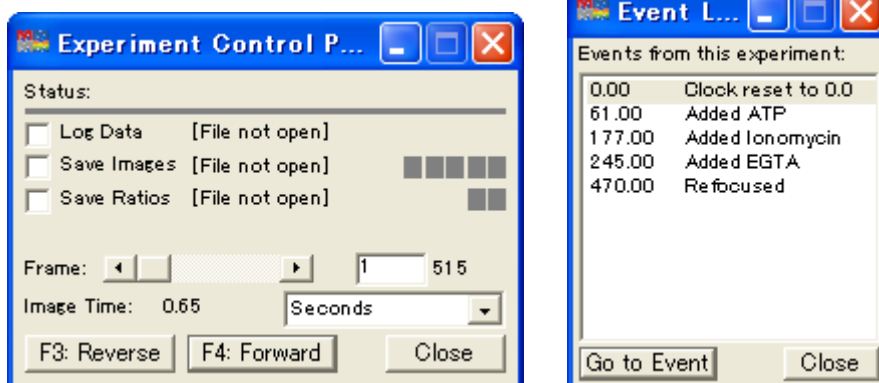 Experiment Control P...
Status:
Log Data [File not open]
Save Images [File not open]
Save Ratios [File not open]
Frame: 1 515
Image Time: 0.65 Seconds
F3: Reverse F4: Forward Close
Event L...
Events from this experiment:
0.00 Clock reset to 0.0
61.00 Added ATP
177.00 Added Ionomycin
245.00 Added EGTA
470.00 Refocused
Go to Event Close